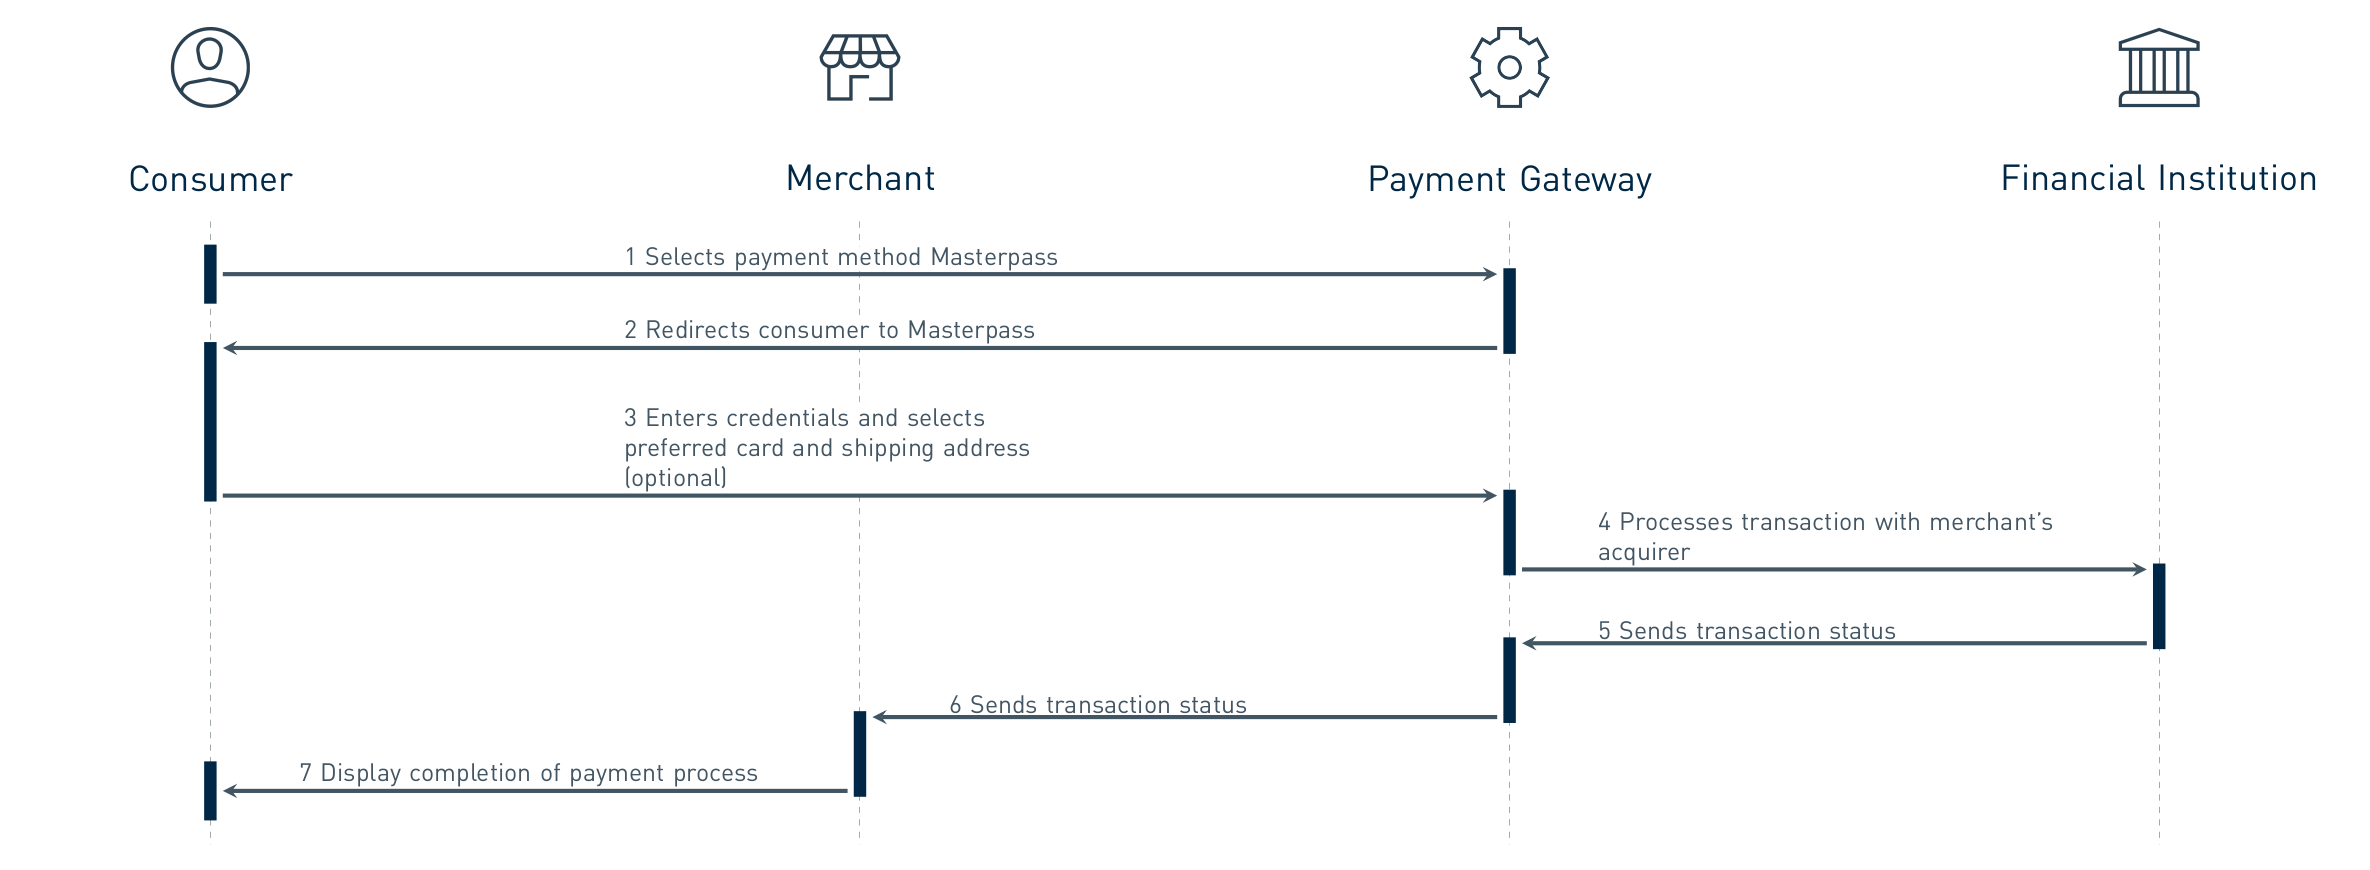 Consumer
Merchant
Payment Gateway
Financial Institution
1 Selects payment method Masterpass
2 Redirects consumer to Masterpass
3 Enters credentials and selects
preferred card and shipping address
(optional)
4 Processes transaction with merchant’s
acquirer
5 Sends transaction status
6 Sends transaction status
7 Display completion of payment process